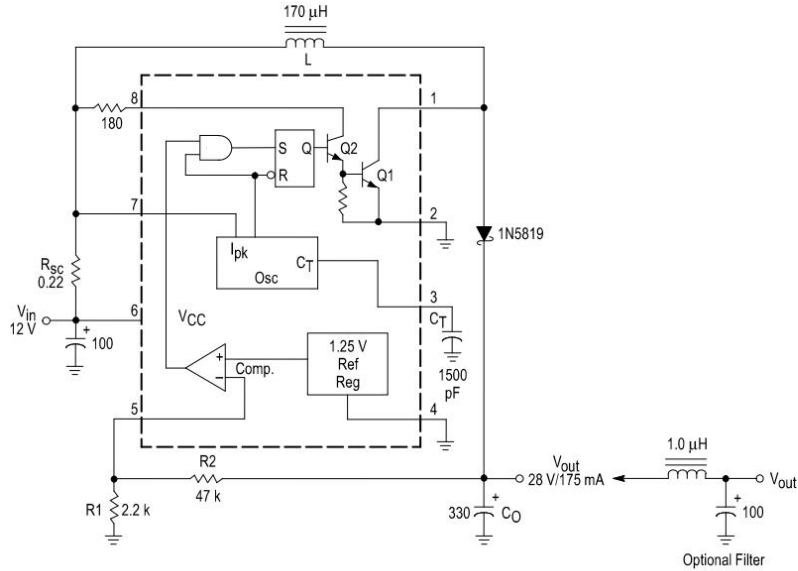 170 μH
L
8
1
180
S Q
Q2
R
Q1
7
2
1N5819
Ipk
CT
Osc
Rsc
0.22
3
Vin
12 V
6
VCC
CT
100
1.25 V
Ref
Reg
Comp.
1500
pF
5
4
R2
47 k
Vout
28 V/175 mA
1.0 μH
Vout
R1 2.2 k
330 CO
100
Optional Filter